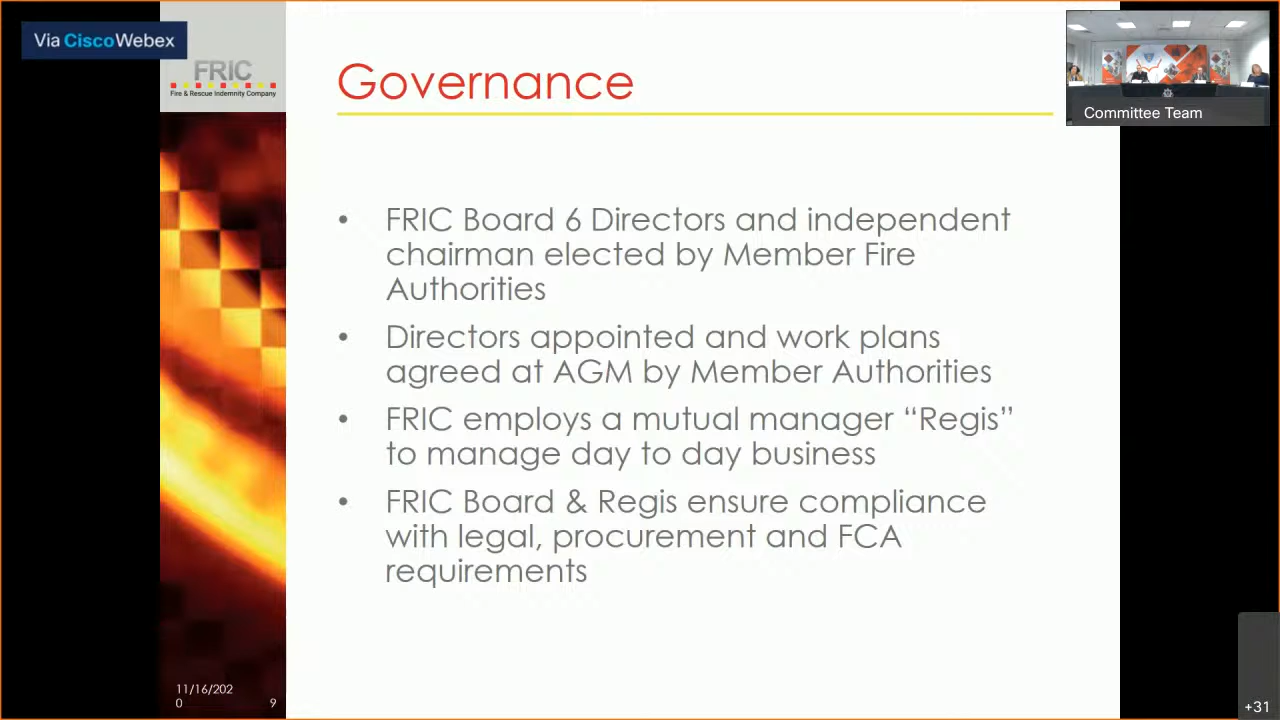 Via Cisco Webex
FRIC
Fire & Rescue Indemnity Company
Governance
Committee Team
• FRIC Board 6 Directors and independent
chairman elected by Member Fire
Authorities
• Directors appointed and work plans
agreed at AGM by Member Authorities
• FRIC employs a mutual manager “Regis”
to manage day to day business
• FRIC Board & Regis ensure compliance
with legal, procurement and FCA
requirements
11/16/202
0
9
+31